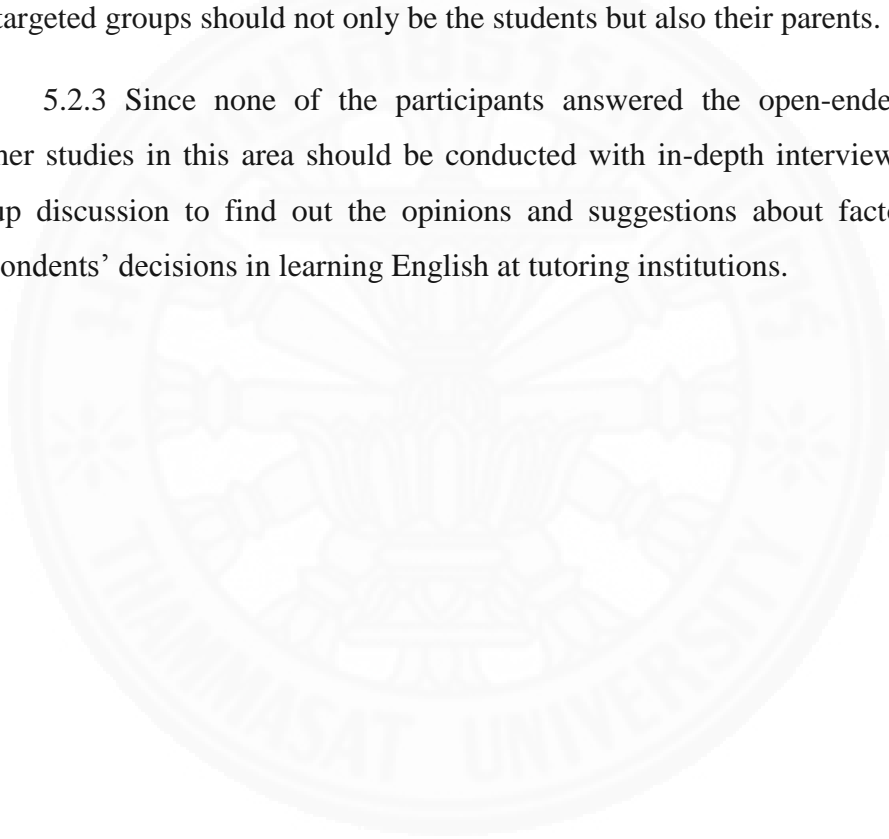 targeted groups should not only be the students but also their parents.
5.2.3 Since none of the participants answered the open-ende
her studies in this area should be conducted with in-depth interview
up discussion to find out the opinions and suggestions about facto
pondents’ decisions in learning English at tutoring institutions.
THAMMASAT UNIVERSITY